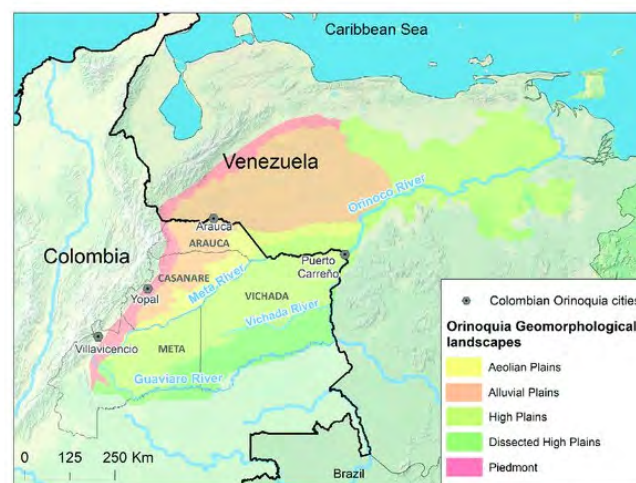 Caribbean Sea
Venezuela
Orinoco River
Arauca
ARAUCA
Colombia
Puerto
Carreño
CASANARE
Meta River
Yopal
VICHADA
Vichada River
Villavicencio
META
Guaviare River
0 125 250 Km
Brazil
Colombian Orinoquia cities
Orinoquia Geomorphological
landscapes
Aeolian Plains
Alluvial Plains
High Plains
Dissected High Plains
Piedmont